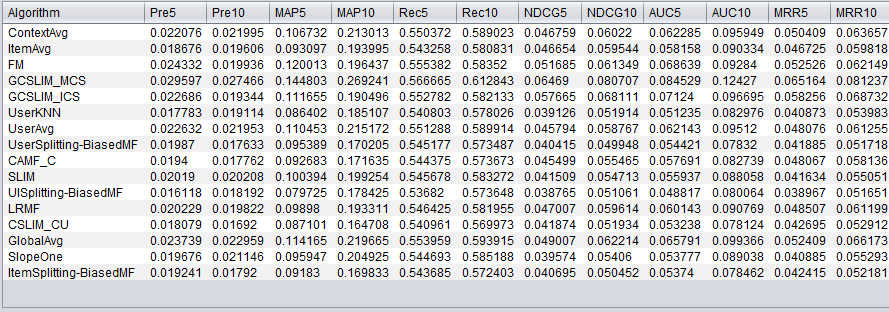 Algorithm Pre5 Pre10 MAP5 MAP10 Rec5 Rec10 NDCG5 NDCG10 AUC5 AUC10 MRR5 MRR10
ContextAvg 0.022076 0.021995 0.106732 0.213013 0.550372 0.589023 0.046759 0.06022 0.062285 0.095949 0.050409 0.063657
ItemAvg 0.018676 0.019606 0.093097 0.193995 0.543258 0.580831 0.046654 0.059544 0.058158 0.090334 0.046725 0.059818
FM 0.024332 0.019936 0.120013 0.196437 0.555382 0.58352 0.051685 0.061349 0.068639 0.09284 0.052526 0.062149
GCSLIM_MCS 0.029597 0.027466 0.144803 0.269241 0.566665 0.612843 0.06469 0.080707 0.084529 0.12427 0.065164 0.081237
GCSLIM_ICS 0.022686 0.019344 0.111655 0.190496 0.552782 0.582133 0.057665 0.068111 0.07124 0.096695 0.058256 0.068732
UserKNN 0.017783 0.019114 0.086402 0.185107 0.540803 0.578026 0.039126 0.051914 0.051235 0.082976 0.040873 0.053983
UserAvg 0.022632 0.021953 0.110453 0.215172 0.551288 0.589914 0.045794 0.058767 0.062143 0.09512 0.048076 0.061255
UserSplitting-BiasedMF 0.01987 0.017633 0.095389 0.170205 0.545177 0.573487 0.040415 0.049948 0.054421 0.07832 0.041885 0.051718
CAMF_C 0.0194 0.017762 0.092683 0.171635 0.544375 0.573673 0.045499 0.055465 0.057691 0.082739 0.048067 0.058136
SLIM 0.02019 0.020208 0.100394 0.199254 0.545678 0.583272 0.041509 0.054713 0.055937 0.088058 0.041634 0.055051
UISplitting-BiasedMF 0.016118 0.018192 0.079725 0.178425 0.53682 0.573648 0.038765 0.051061 0.048817 0.080064 0.038967 0.051651
LRMF 0.020229 0.019822 0.09898 0.193311 0.546425 0.581955 0.047007 0.059614 0.060143 0.090769 0.048507 0.061199
CSLIM_CU 0.018079 0.01692 0.087101 0.164708 0.540961 0.569973 0.041874 0.051934 0.053238 0.078124 0.042695 0.052912
GlobalAvg 0.023739 0.022959 0.114165 0.219665 0.553959 0.593915 0.049007 0.062214 0.065791 0.099366 0.052409 0.066173
SlopeOne 0.019676 0.021146 0.095947 0.204925 0.544693 0.585188 0.039574 0.05406 0.053777 0.089038 0.040885 0.055293
ItemSplitting-BiasedMF 0.019241 0.01792 0.09183 0.169833 0.543685 0.572403 0.040695 0.050452 0.05374 0.078462 0.042415 0.052181